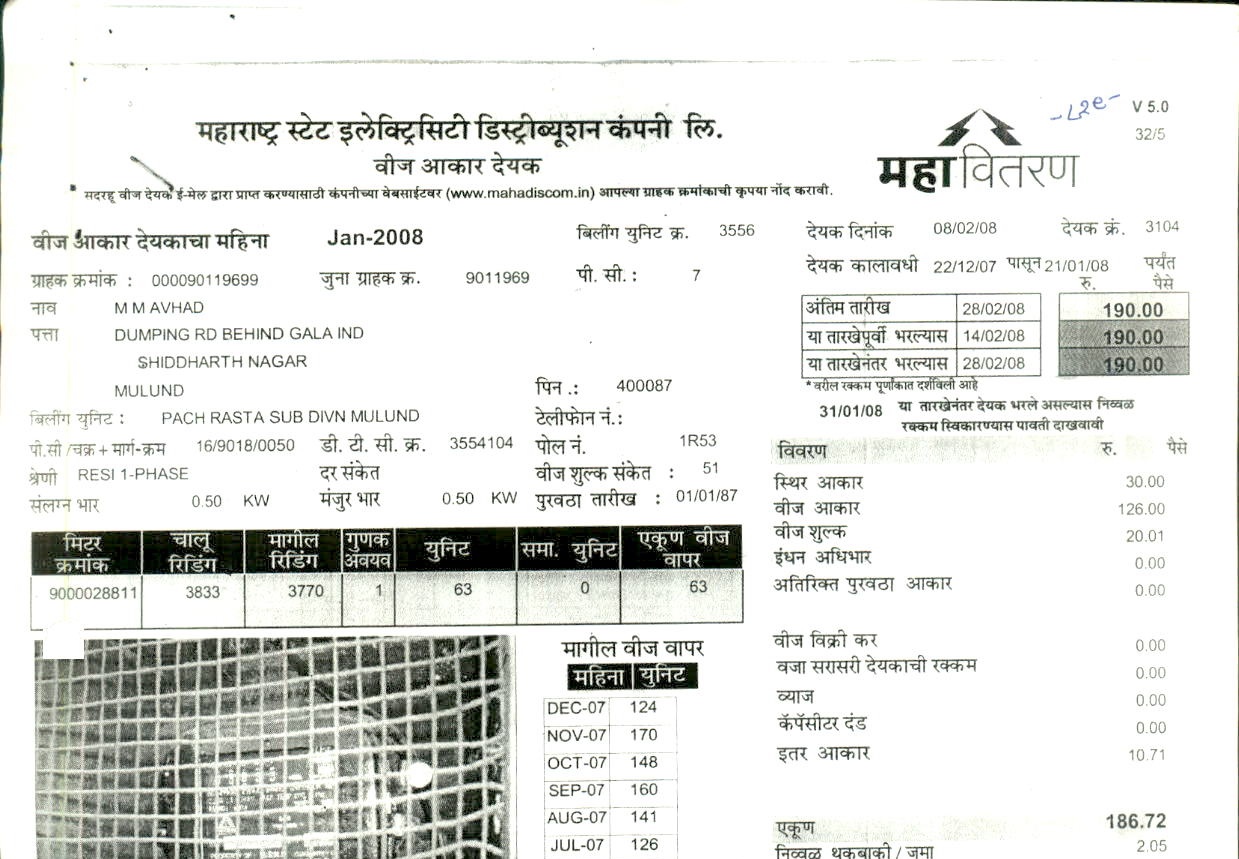 V 5.0
32/5
महाराष्ट्र स्टेट इलेक्ट्रिसिटी डिस्ट्रीब्यूशन कंपनी लि.
वीज आकार देयक
महावितरण
सदरहू वीज देयक ई-मेल द्वारा प्राप्त करण्यासाठी कंपनीच्या वेबसाईटवर (www.mahadiscom.in) आपल्या ग्राहक क्रमांकाची कृपया नोंद करावी.
वीज आकार देयकाचा महिना Jan-2008 बिलींग युनिट क्र. 3556
ग्राहक क्रमांक : 000090119699 जुना ग्राहक क्र. 9011969 पी. सी. : 7
नाव M M AVHAD
पत्ता DUMPING RD BEHIND GALA IND
SHIDDHARTH NAGAR
MULUND पिन .: 400087
बिलींग युनिट : PACH RASTA SUB DIVN MULUND टेलीफोन नं.:
पी.सी /चक्र + मार्ग-क्रम 16/9018/0050 डी. टी. सी. क्र. 3554104 पोल नं. 1R53
श्रेणी RESI 1-PHASE दर संकेत वीज शुल्क संकेत : 51
संलग्न भार 0.50 KW मंजुर भार 0.50 KW पुरवठा तारीख : 01/01/87
देयक दिनांक 08/02/08 देयक क्रं. 3104
देयक कालावधी 22/12/07 पासून 21/01/08 पर्यंत
रु. पैसे
अंतिम तारीख 28/02/08 190.00
या तारखेपूर्वी भरल्यास 14/02/08 190.00
या तारखेनंतर भरल्यास 28/02/08 190.00
* वरील रक्कम पूर्णांकात दर्शविली आहे
31/01/08 या तारखेनंतर देयक भरले असल्यास निव्वळ
रक्कम स्विकारण्यास पावती दाखवावी
विवरण रु. पैसे
स्थिर आकार 30.00
वीज आकार 126.00
वीज शुल्क 20.01
इंधन अधिभार 0.00
अतिरिक्त पुरवठा आकार 0.00
वीज विक्री कर 0.00
वजा सरासरी देयकाची रक्कम 0.00
व्याज 0.00
कॅपॅसीटर दंड 0.00
इतर आकार 10.71
एकूण 186.72
निव्वळ थकबाकी / जमा 2.05
मिटर क्रमांक चालू रिडिंग मागील रिडिंग गुणक अवयव युनिट समा. युनिट एकूण वीज वापर
9000028811 3833 3770 1 63 0 63
मागील वीज वापर
महिना युनिट
DEC-07 124
NOV-07 170
OCT-07 148
SEP-07 160
AUG-07 141
JUL-07 126